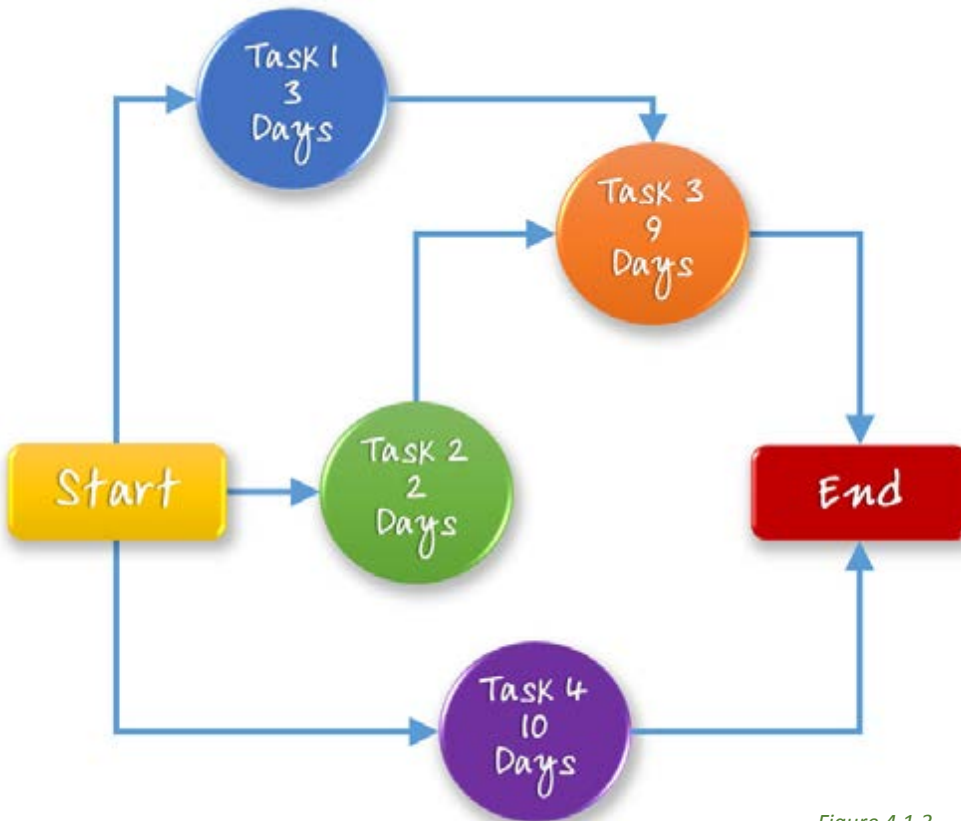 Task 1
3
Days
Task 3
9
Days
Task 2
2
Days
Start
End
Task 4
10
Days
Figure 4.1.2